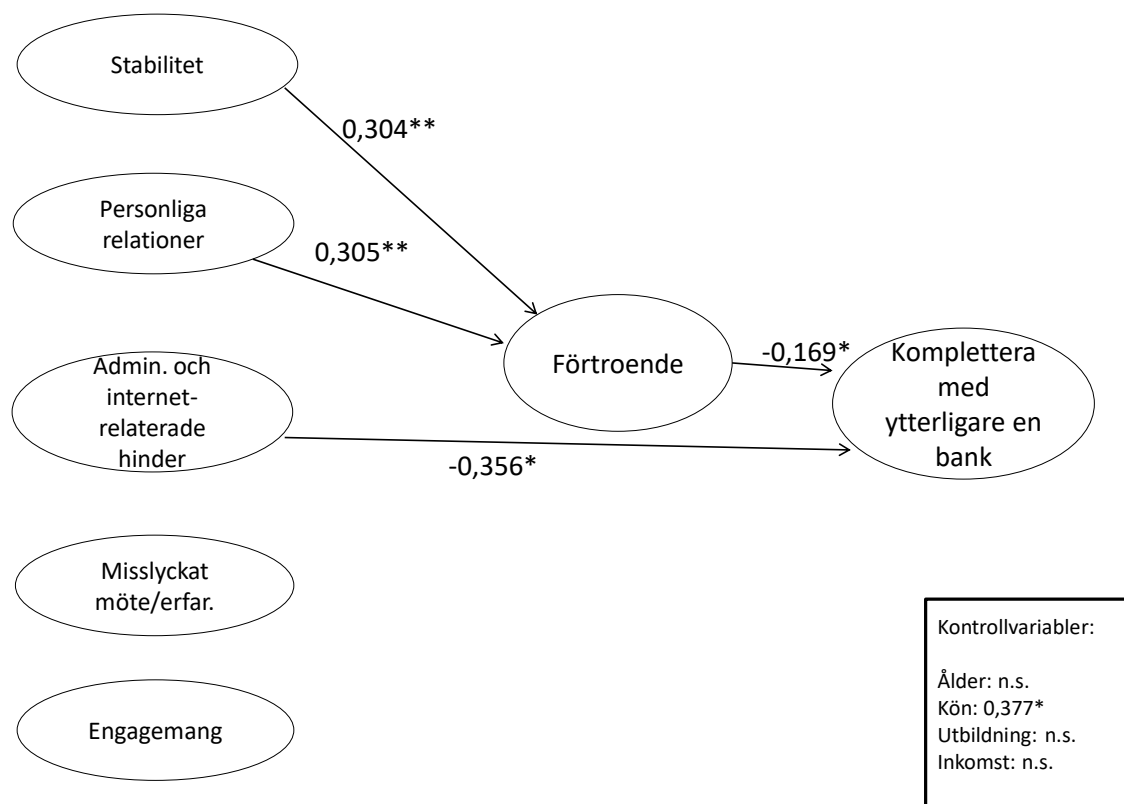 Stabilitet
0,304**
Personliga
relationer
0,305**
Förtroende
-0,169*
Komplettera
med
ytterligare en
bank
Admin. och
internet-
relaterade
hinder
-0,356*
Misslyckat
möte/erfar.
Engagemang
Kontrollvariabler:
Ålder: n.s.
Kön: 0,377*
Utbildning: n.s.
Inkomst: n.s.